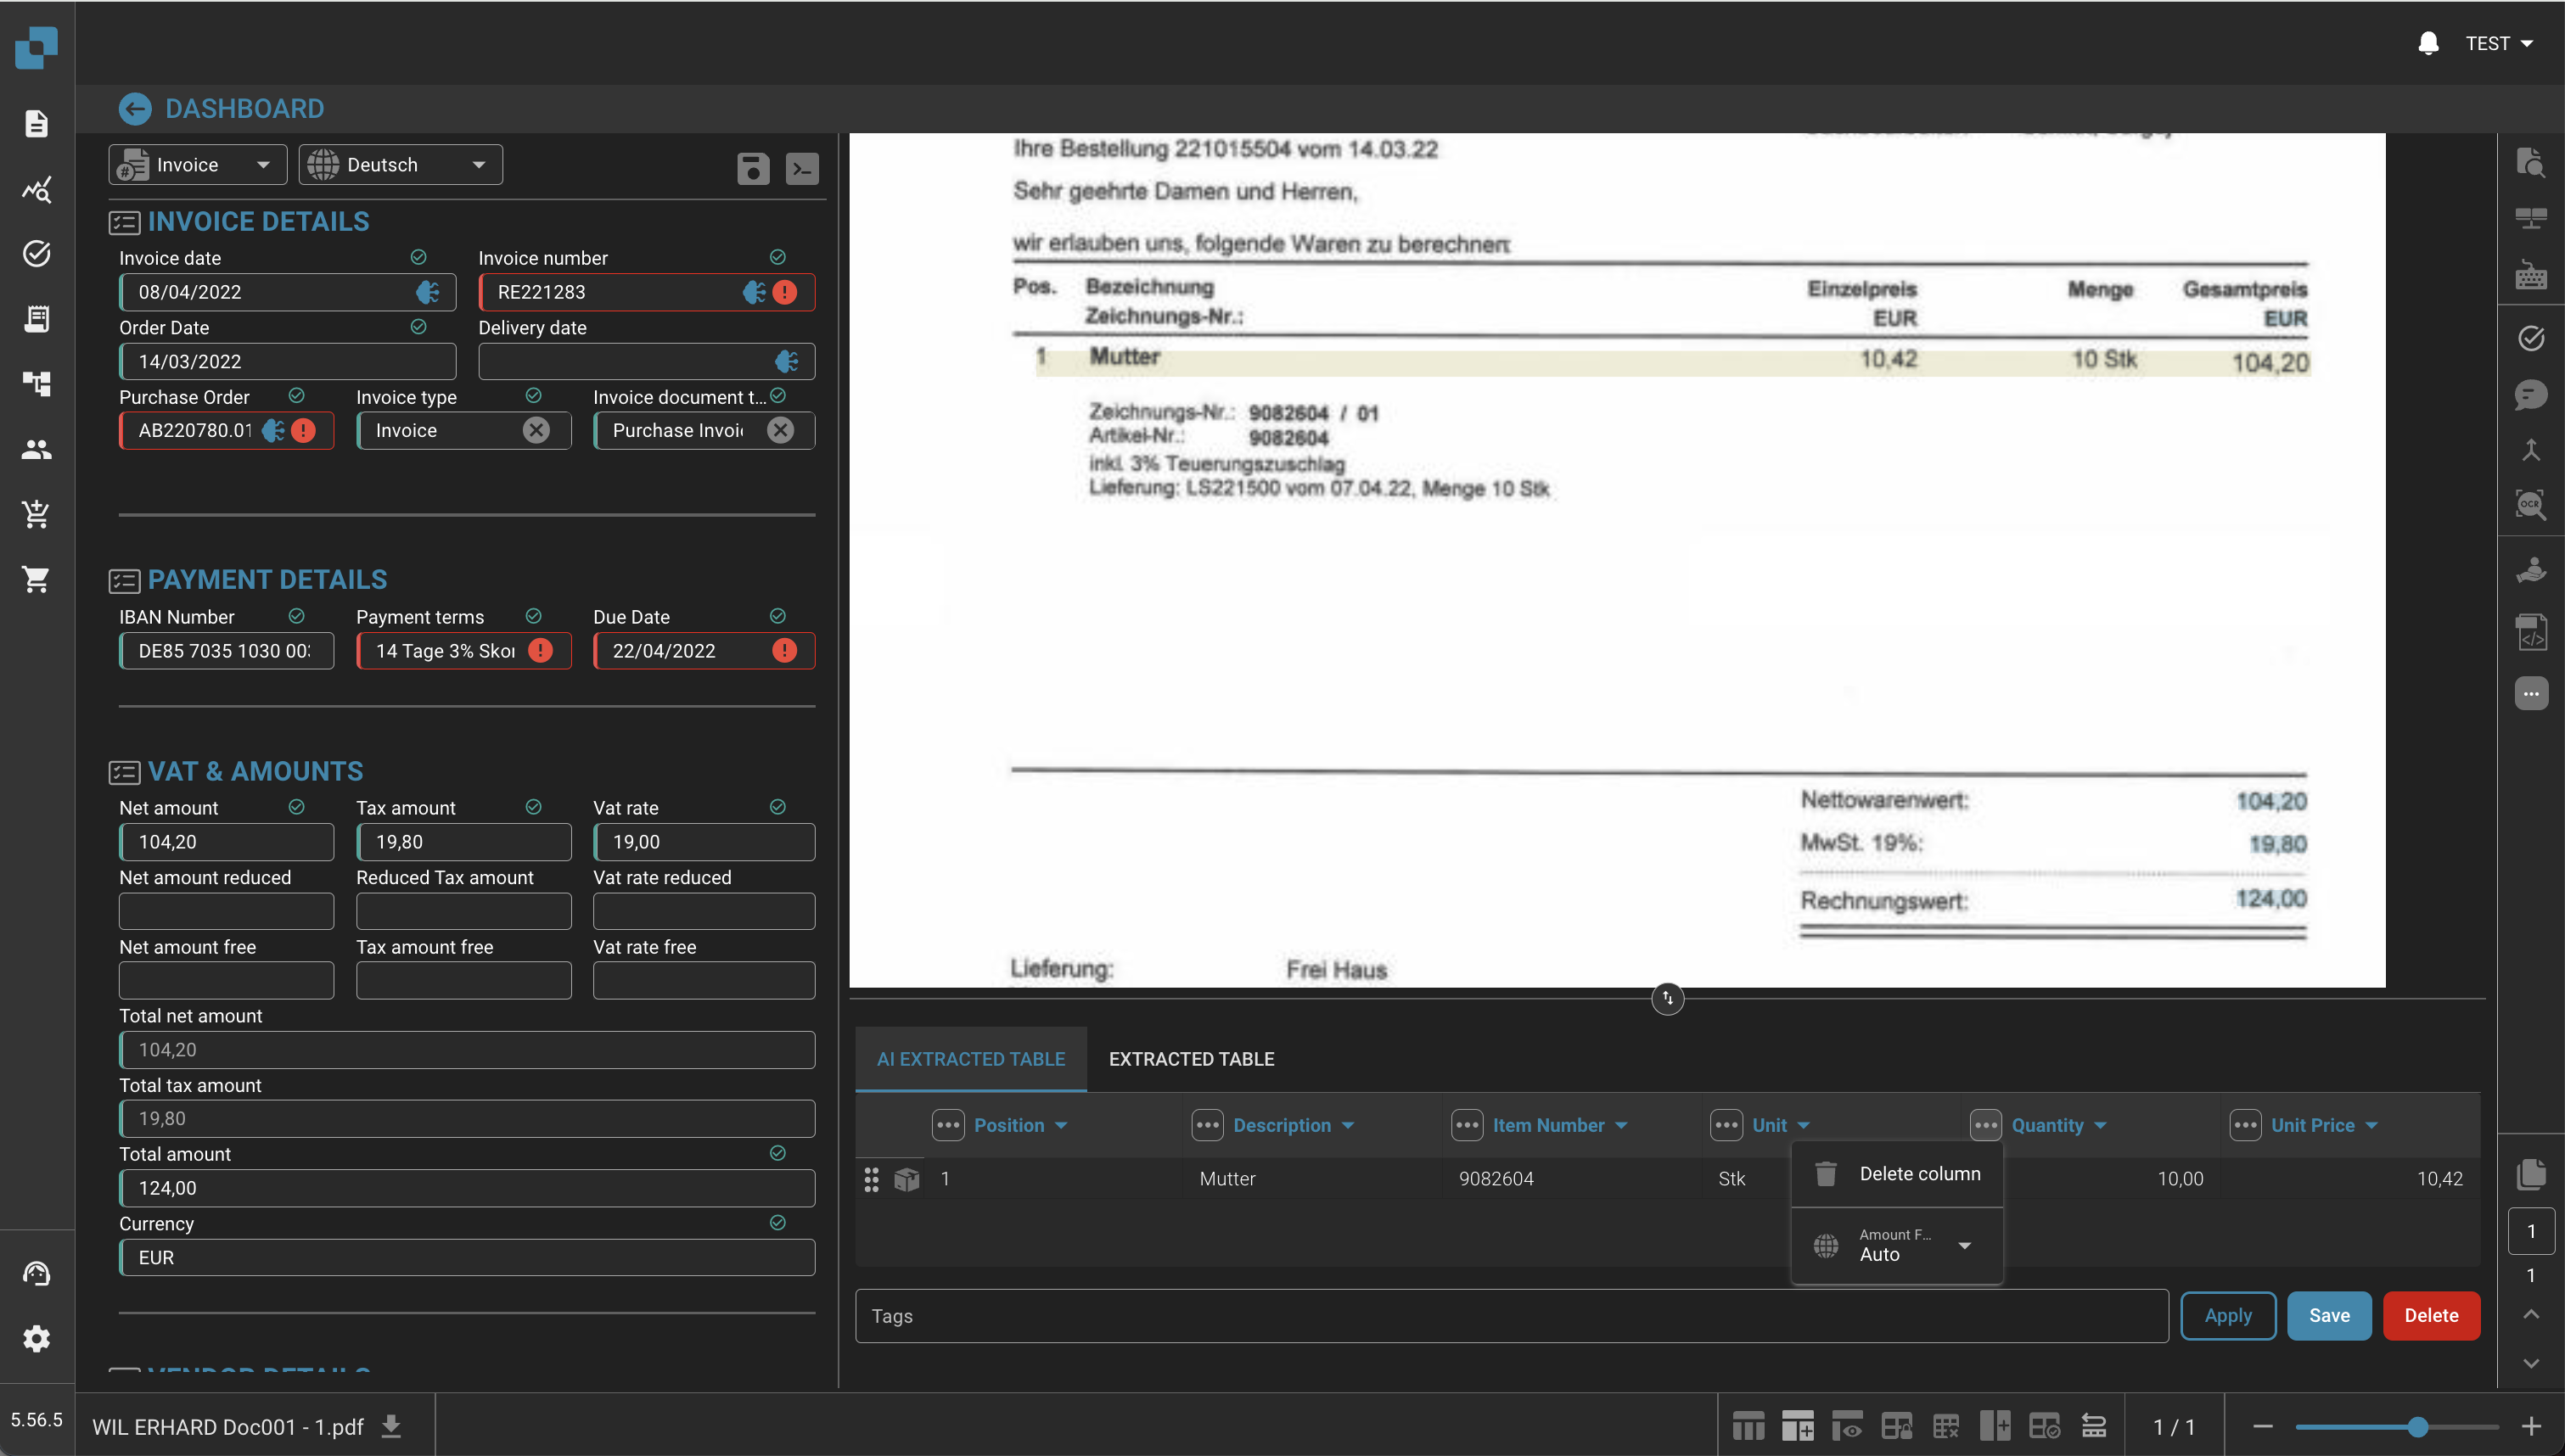 TEST
DASHBOARD
Invoice
Deutsch
INVOICE DETAILS
Invoice date
Invoice number
08/04/2022
RE221283
Order Date
Delivery date
14/03/2022
Purchase Order
Invoice type
Invoice document t...
AB220780.01
Invoice
Purchase Invoi
PAYMENT DETAILS
IBAN Number
Payment terms
Due Date
DE85 7035 1030 00
14 Tage 3% Sko
22/04/2022
VAT & AMOUNTS
Net amount
Tax amount
Vat rate
104,20
19,80
19,00
Net amount reduced
Reduced Tax amount
Vat rate reduced
Net amount free
Tax amount free
Vat rate free
Total net amount
104,20
Total tax amount
19,80
Total amount
124,00
Currency
EUR
VENDOR DETAILS
Ihre Bestellung 221015504 vom 14.03.22
Sehr geehrte Damen und Herren,
wir erlauben uns, folgende Waren zu berechnen:
Pos. Bezeichnung Einzelpreis Menge Gesamtpreis
Zeichnungs-Nr.: EUR EUR
1 Mutter 10,42 10 Stk 104,20
Zeichnungs-Nr.: 9082604 / 01
Artikel-Nr.: 9082604
inkl. 3% Teuerungszuschlag
Lieferung: LS221500 vom 07.04.22, Menge 10 Stk
Nettowarenwert: 104,20
MwSt. 19%: 19,80
Rechnungswert: 124,00
Lieferung: Frei Haus
AI EXTRACTED TABLE
EXTRACTED TABLE
Position Description Item Number Unit Quantity Unit Price
1 Mutter 9082604 Stk 10,00 10,42
Delete column
Amount F...
Auto
Tags
Apply
Save
Delete
OCR
1
1
5.56.5
WIL ERHARD Doc001 - 1.pdf
1 / 1